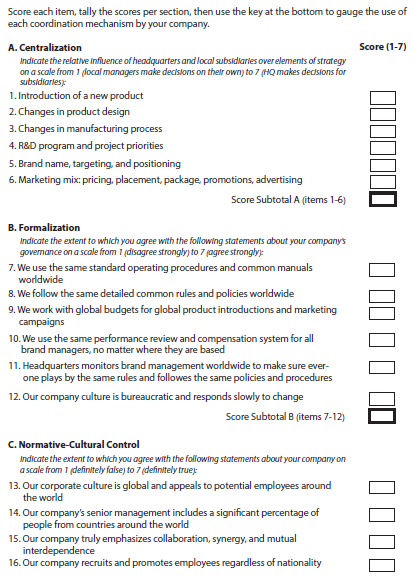 Score each item, tally the scores per section, then use the key at the bottom to gauge the use of
each coordination mechanism by your company.
A. Centralization
Score (1-7)
Indicate the relative influence of headquarters and local subsidiaries over elements of strategy
on a scale from 1 (local managers make decisions on their own) to 7 (HQ makes decisions for
subsidiaries):
1. Introduction of a new product
2. Changes in product design
3. Changes in manufacturing process
4. R&D program and project priorities
5. Brand name, targeting, and positioning
6. Marketing mix: pricing, placement, package, promotions, advertising
Score Subtotal A (items 1-6)
B. Formalization
Indicate the extent to which you agree with the following statements about your company's
governance on a scale from 1 (disagree strongly) to 7 (agree strongly):
7. We use the same standard operating procedures and common manuals
worldwide
8. We follow the same detailed common rules and policies worldwide
9. We work with global budgets for global product introductions and marketing
campaigns
10. We use the same performance review and compensation system for all
brand managers, no matter where they are based
11. Headquarters monitors brand management worldwide to make sure ever-
one plays by the same rules and followes the same policies and procedures
12. Our company culture is bureaucratic and responds slowly to change
Score Subtotal B (items 7-12)
C. Normative-Cultural Control
Indicate the extent to which you agree with the following statements about your company on
a scale from 1 (definitely false) to 7 (definitely true):
13. Our corporate culture is global and appeals to potential employees around
the world
14. Our company's senior management includes a significant percentage of
people from countries around the world
15. Our company truly emphasizes collaboration, synergy, and mutual
interdependence
16. Our company recruits and promotes employees regardless of nationality